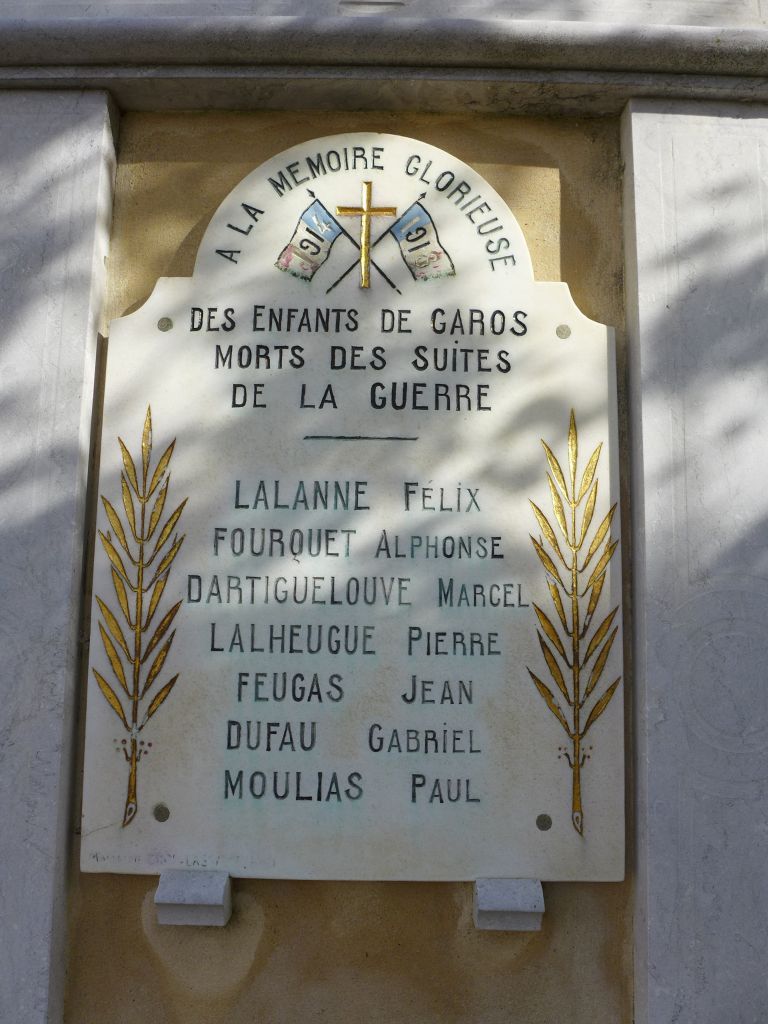 A LA MEMOIRE GLORIEUSE
1914 191
DES ENFANTS DE GAROS
MORTS DES SUITES
DE LA GUERRE
LALANNE FÉLIX
FOURQUET ALPHONSE
DARTIGUELOUVE MARCEL
LALHEUGUE PIERRE
FEUGAS JEAN
DUFAU GABRIEL
MOULIAS PAUL